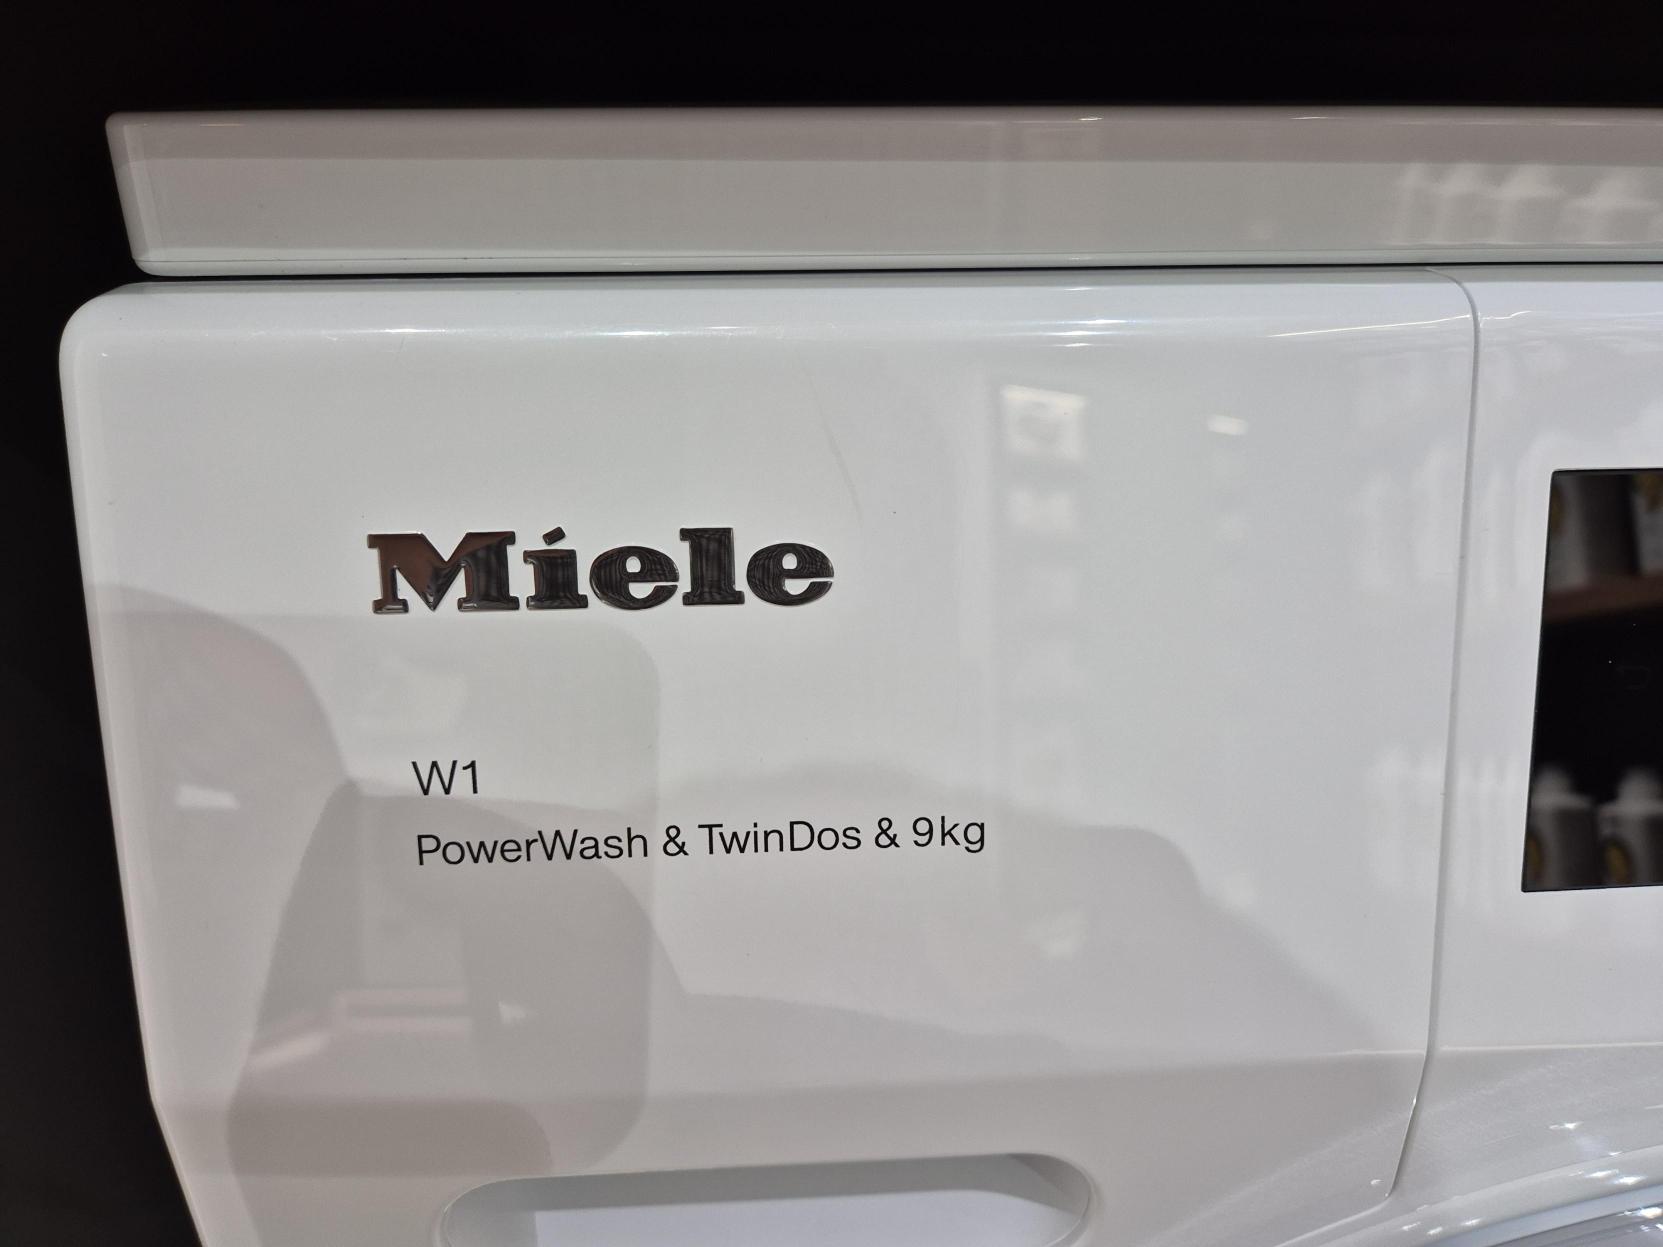 Miele
W1
PowerWash & TwinDos & 9kg